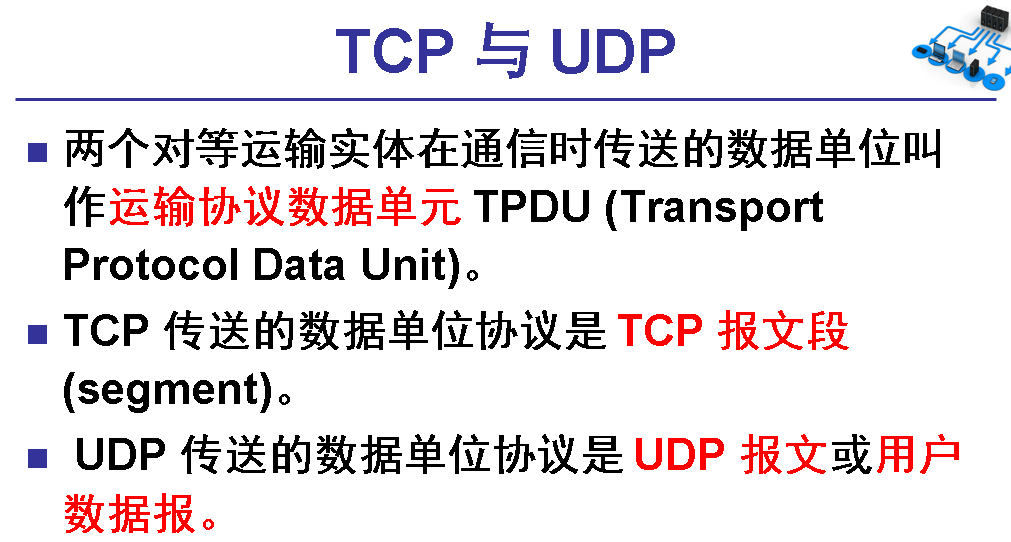 TCP 与 UDP
两个对等运输实体在通信时传送的数据单位叫
作运输协议数据单元 TPDU (Transport
Protocol Data Unit)。
TCP 传送的数据单位协议是 TCP 报文段
(segment)。
UDP 传送的数据单位协议是 UDP 报文或用户
数据报。